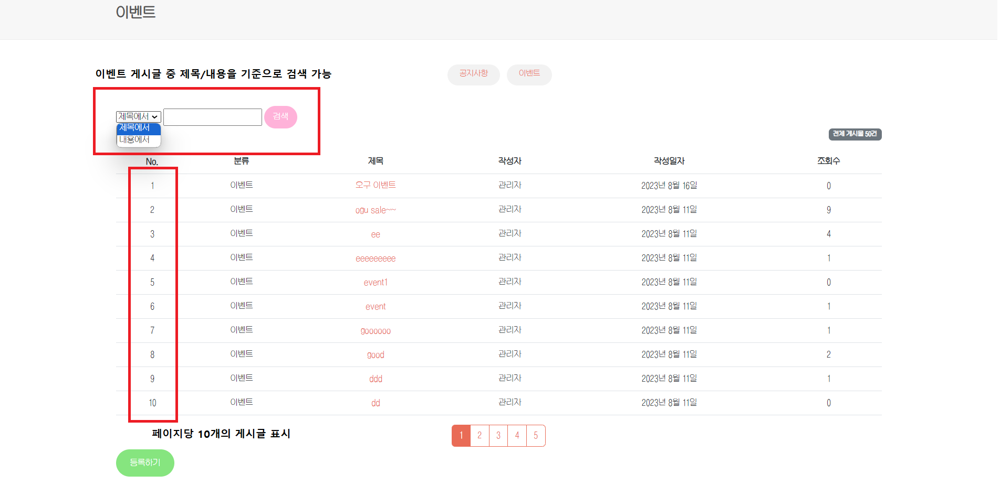 이벤트
이벤트 게시글 중 제목/내용을 기준으로 검색 가능
공지사항 이벤트
제목에서 검색
제목에서
내용에서
전체 게시물 50건
No. 분류 제목 작성자 작성일자 조회수
1 이벤트 오구 이벤트 관리자 2023년 8월 16일 0
2 이벤트 ogu sale~~ 관리자 2023년 8월 11일 9
3 이벤트 ee 관리자 2023년 8월 11일 4
4 이벤트 eeeeeeeee 관리자 2023년 8월 11일 1
5 이벤트 event1 관리자 2023년 8월 11일 0
6 이벤트 event 관리자 2023년 8월 11일 1
7 이벤트 goooooo 관리자 2023년 8월 11일 1
8 이벤트 good 관리자 2023년 8월 11일 2
9 이벤트 ddd 관리자 2023년 8월 11일 1
10 이벤트 dd 관리자 2023년 8월 11일 0
페이지당 10개의 게시글 표시
1 2 3 4 5
등록하기